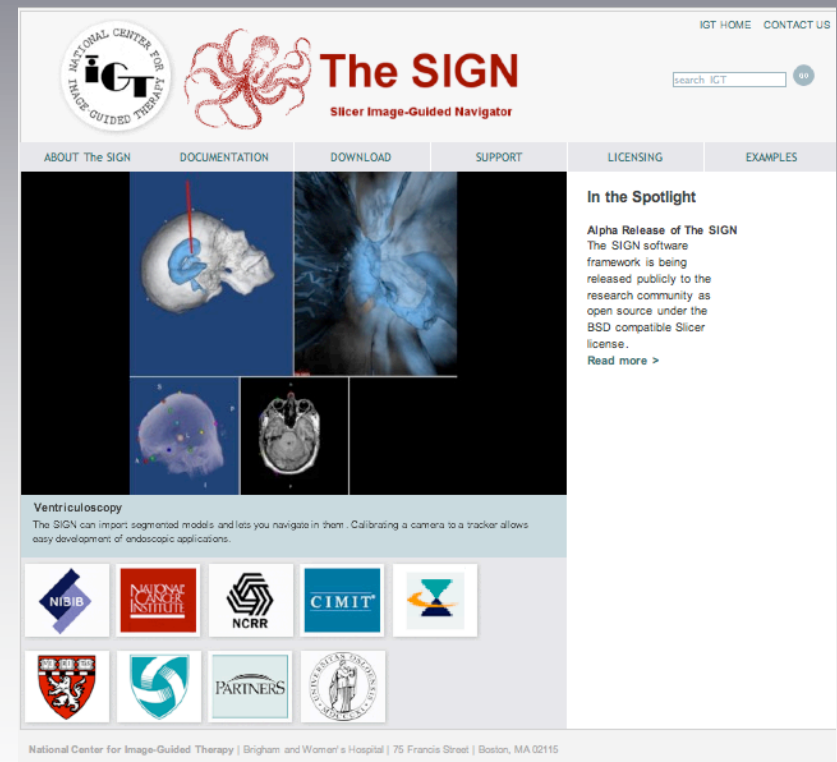 IGT HOME CONTACT US
NATIONAL CENTER FOR
IGT
IMAGE-GUIDED THERAPY
The SIGN
Slicer Image-Guided Navigator
search IGT
GO
ABOUT The SIGN DOCUMENTATION DOWNLOAD SUPPORT LICENSING EXAMPLES
In the Spotlight
Alpha Release of The SIGN
The SIGN software
framework is being
released publicly to the
research community as
open source under the
BSD compatible Slicer
license.
Read more >
Ventriculoscopy
The SIGN can import segmented models and lets you navigate in them. Calibrating a camera to a tracker allows
easy development of endoscopic applications.
NIBIB
NATIONAL
CANCER
INSTITUTE
NCRR
CIMIT
PARTNERS
UNIVERSITAS OSLOENSIS
MDCCCXI
National Center for Image-Guided Therapy | Brigham and Women's Hospital | 75 Francis Street | Boston, MA 02115